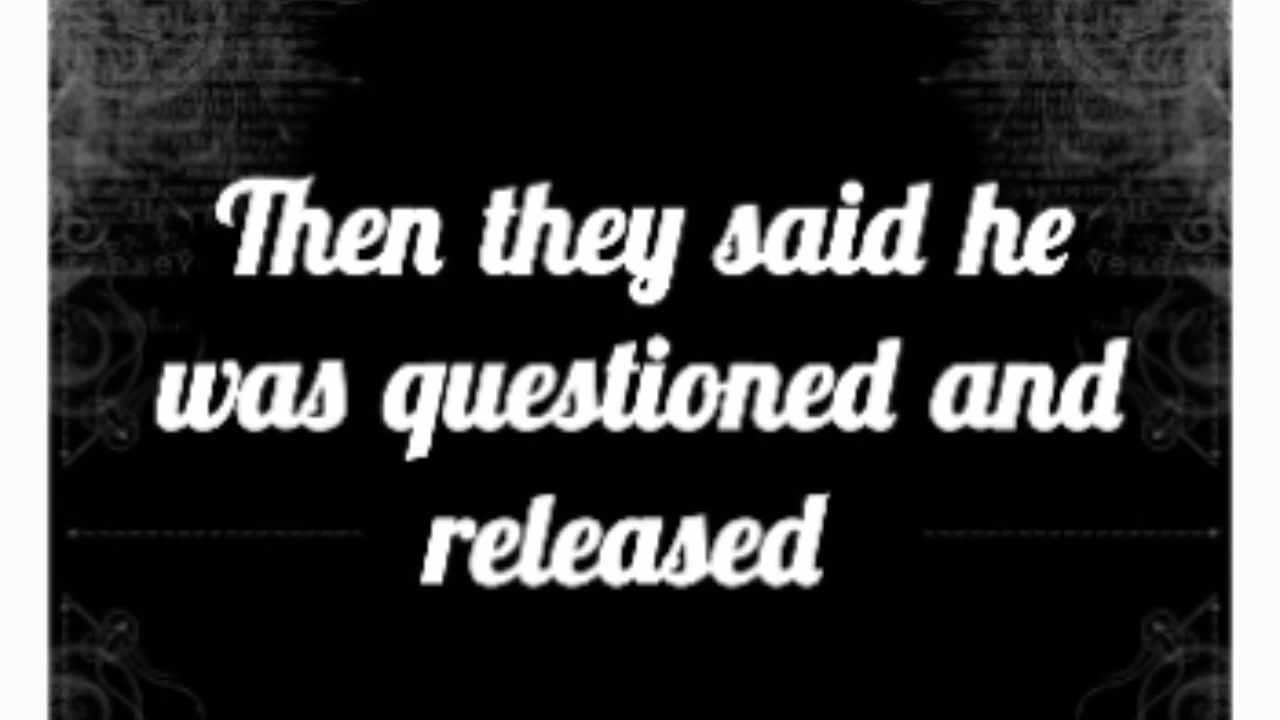 Then they said he
was questioned and
released